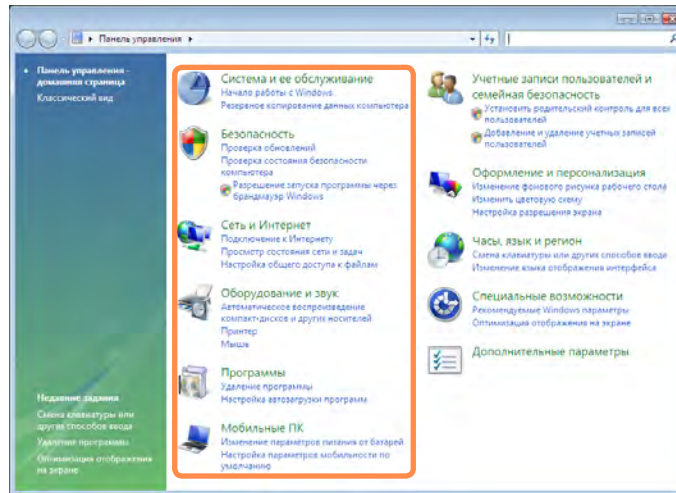 Панель управления
Панель управления -
домашняя страница
Классический вид
Система и ее обслуживание
Начало работы с Windows
Резервное копирование данных компьютера
Безопасность
Проверка обновлений
Проверка состояния безопасности
компьютера
Разрешение запуска программы через
брандмауэр Windows
Сеть и Интернет
Подключение к Интернету
Просмотр состояния сети и задач
Настройка общего доступа к файлам
Оборудование и звук
Автоматическое воспроизведение
компакт-дисков и других носителей
Принтер
Мышь
Программы
Удаление программы
Настройка автозагрузки программ
Мобильные ПК
Изменение параметров питания от батарей
Настройка параметров мобильности по
умолчанию
Учетные записи пользователей и
семейная безопасность
Установить родительский контроль для всех
пользователей
Добавление и удаление учетных записей
пользователей
Оформление и персонализация
Изменение фонового рисунка рабочего стола
Изменить цветовую схему
Настройка разрешения экрана
Часы, язык и регион
Смена клавиатуры или других способов ввода
Изменение языка отображения интерфейса
Специальные возможности
Рекомендуемые Windows параметры
Оптимизация отображения на экране
Дополнительные параметры
Недавние задания
Смена клавиатуры или
других способов ввода
Удаление программы
Оптимизация отображения
на экране